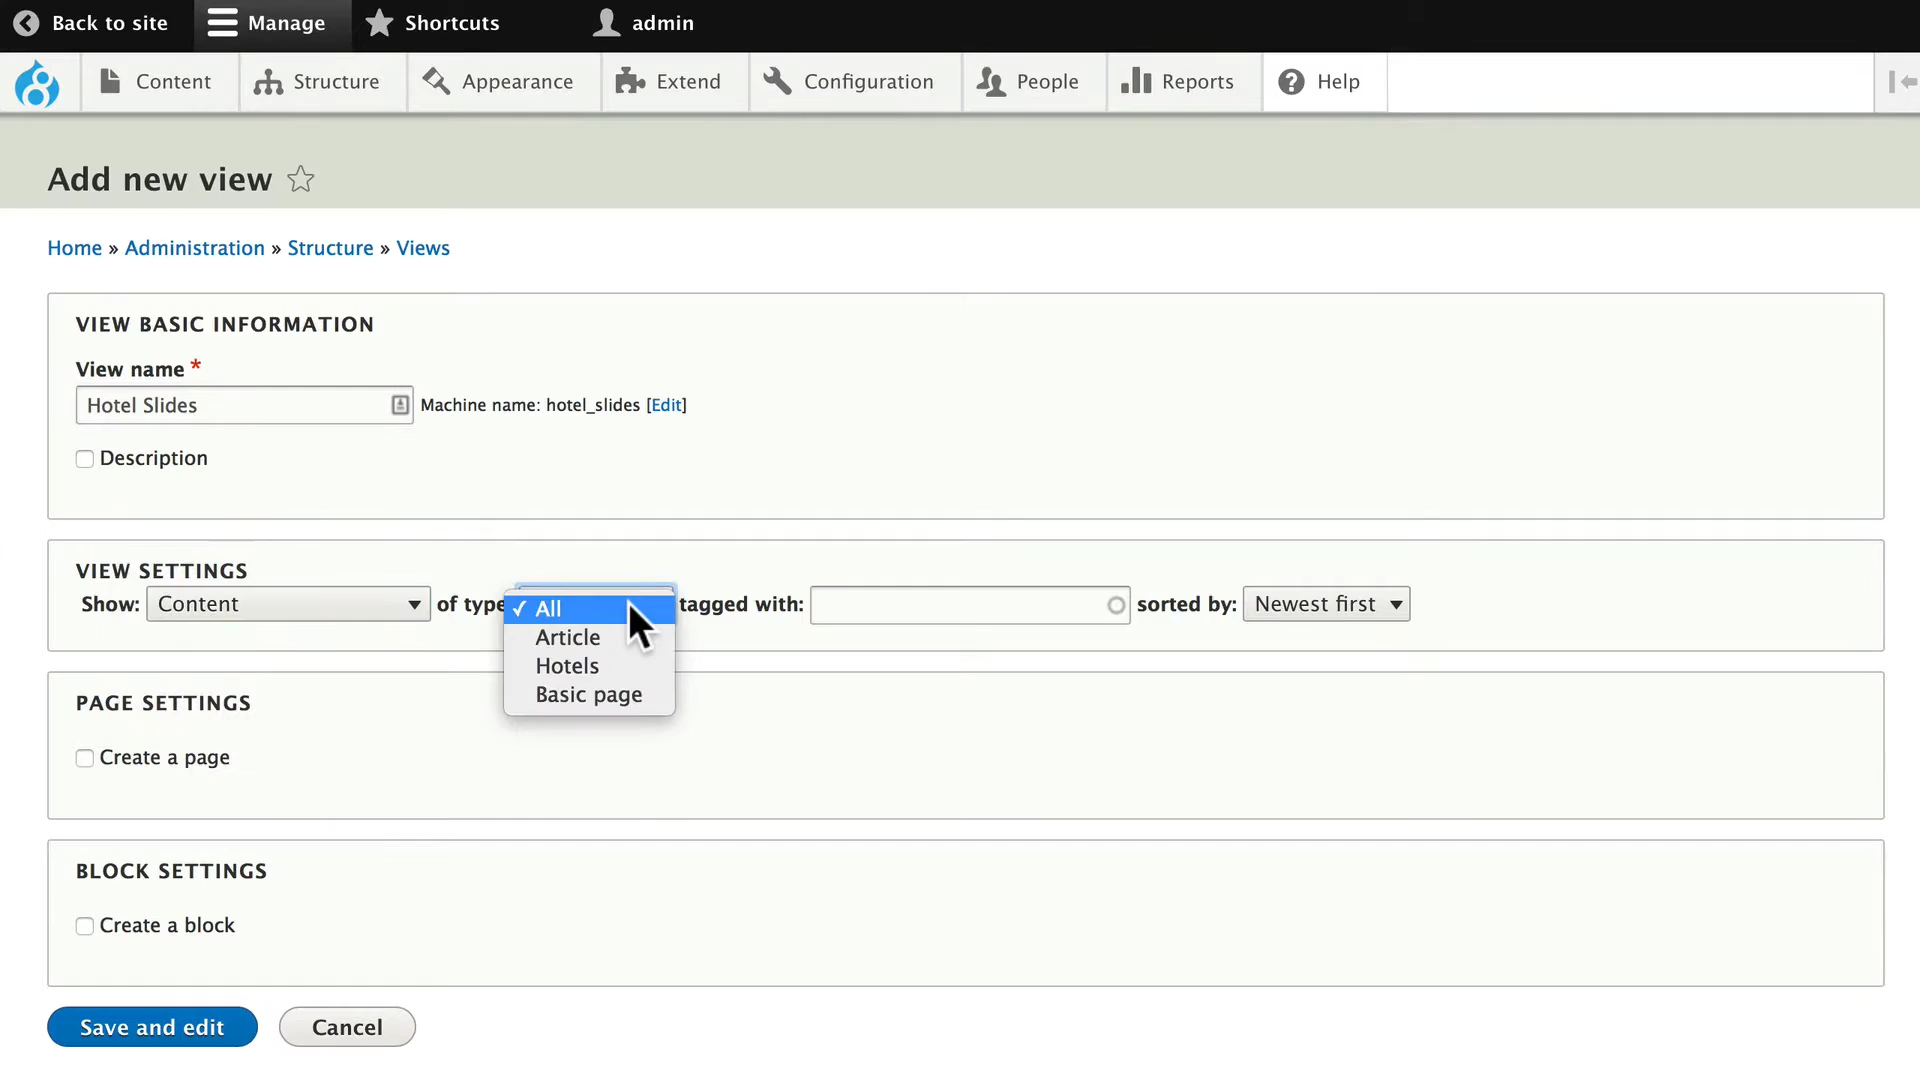 Back to site Manage Shortcuts admin
Content Structure Appearance Extend Configuration People Reports Help
Add new view
Home » Administration » Structure » Views
VIEW BASIC INFORMATION
View name *
Hotel Slides Machine name: hotel_slides [Edit]
Description
VIEW SETTINGS
Show: Content of type All tagged with: sorted by: Newest first
Article
Hotels
Basic page
PAGE SETTINGS
Create a page
BLOCK SETTINGS
Create a block
Save and edit Cancel